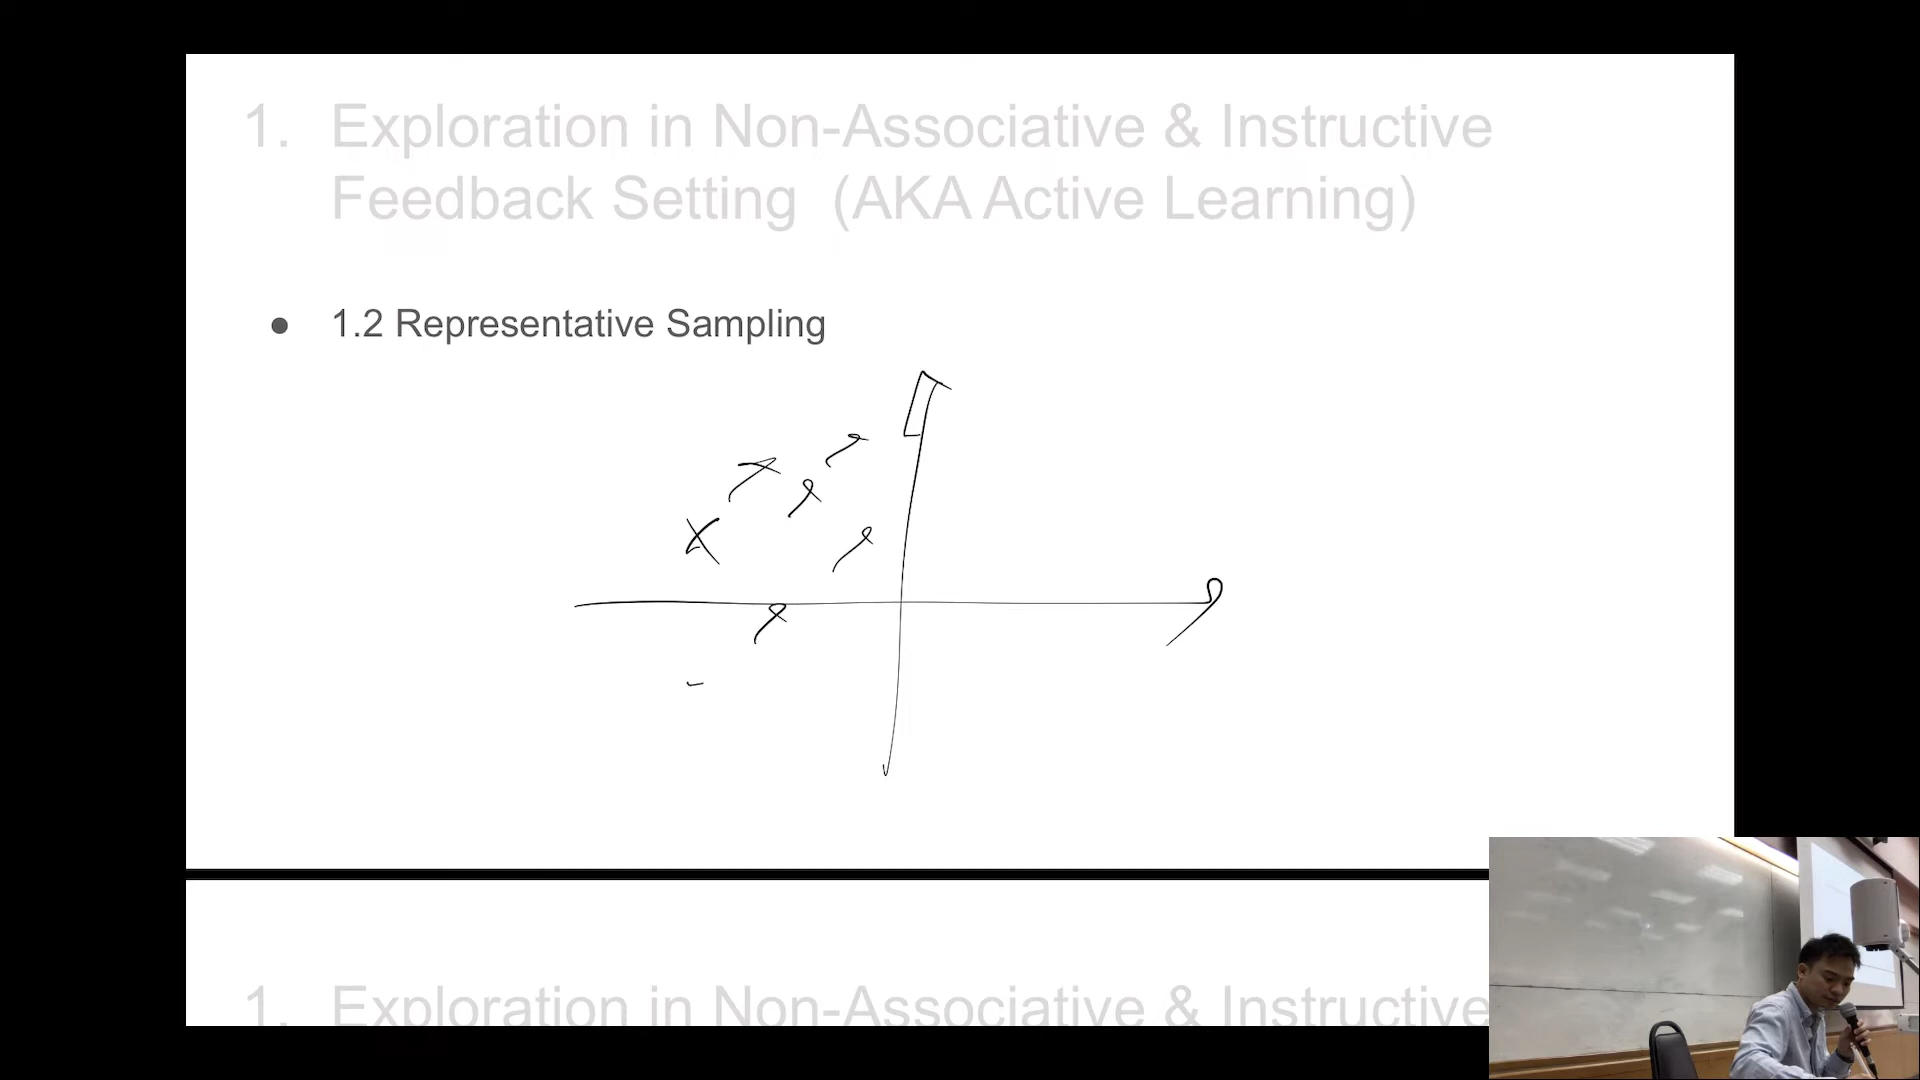 1. Exploration in Non-Associative & Instructive
Feedback Setting (AKA Active Learning)
● 1.2 Representative Sampling
1. Exploration in Non-Associative & Instructive